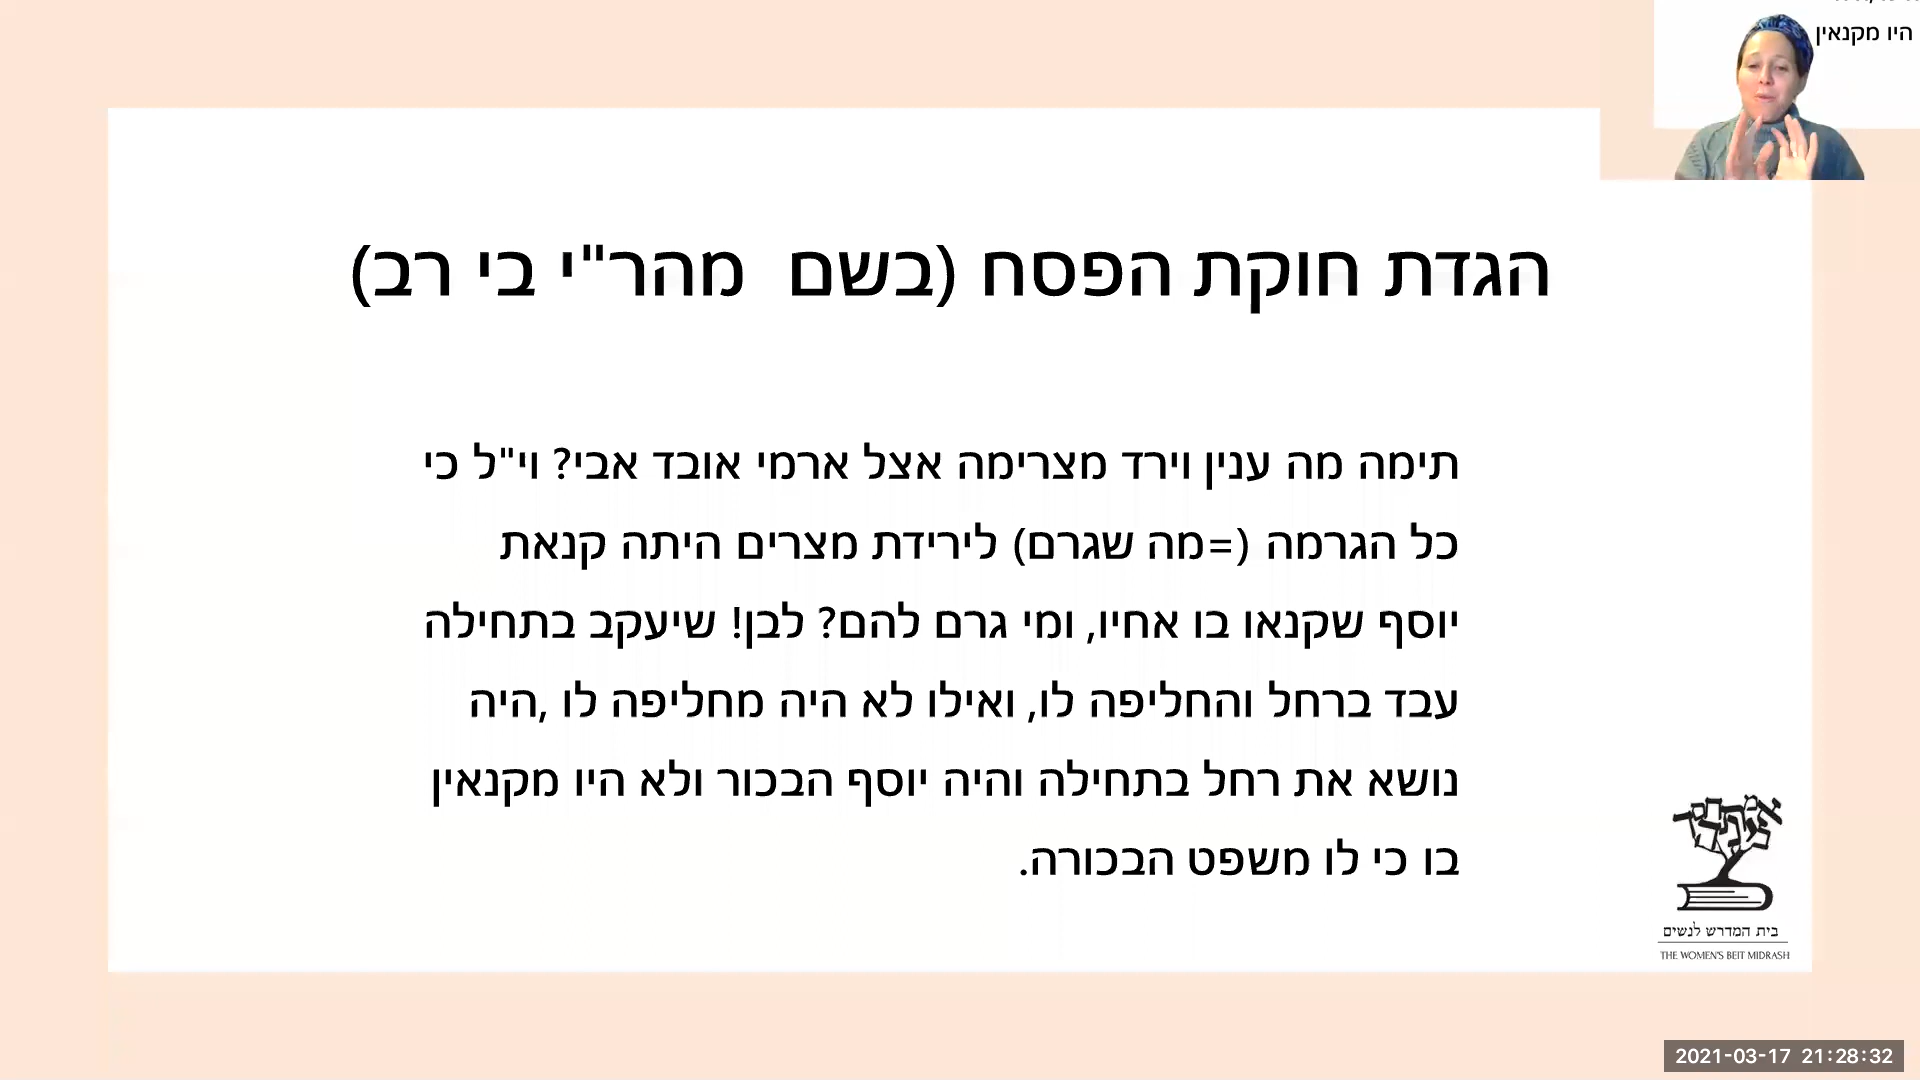 היו מקנאין
הגדת חוקת הפסח (בשם מהר"י בי רב)
תימה מה ענין וירד מצרימה אצל ארמי אובד אבי? וי"ל כי
כל הגרמה (=מה שגרם) לירידת מצרים היתה קנאת
יוסף שקנאו בו אחיו, ומי גרם להם? לבן! שיעקב בתחילה
עבד ברחל והחליפה לו, ואילו לא היה מחליפה לו ,היה
נושא את רחל בתחילה והיה יוסף הבכור ולא היו מקנאין
בו כי לו משפט הבכורה.
בית המדרש לנשים
THE WOMEN'S BEIT MIDRASH
2021-03-17 21:28:32